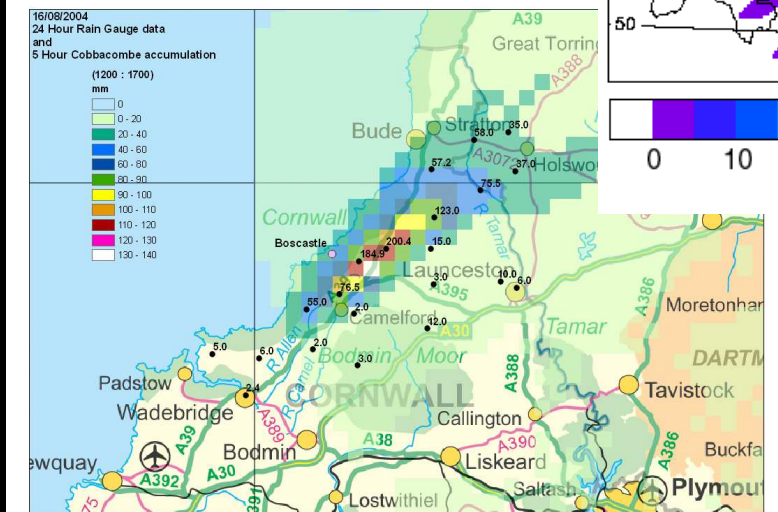 16/08/2004
24 Hour Rain Gauge data
and
5 Hour Cobbacombe accumulation
(1200 : 1700)
mm
0
0 - 20
20 - 40
40 - 60
60 - 80
80 - 90
90 - 100
100 - 110
110 - 120
120 - 130
130 - 140
A39
Great Torring
A388
50
0
10
Bude
Stratton
58.0
35.0
A3072
37.0
Holswo
57.2
75.5
Cornwall
123.0
R Tamar
Boscastle
200.4
15.0
184.9
Launceston
3.0
10.0
6.0
A395
76.5
55.0
2.0
Camelford
12.0
A30
Tamar
A386
Moretonhar
5.0
6.0
2.0
R Allen
Bodmin Moor
3.0
R Camel
DARTM
Padstow
2.4
CORNWALL
A388
Tavistock
Wadebridge
A389
Callington
A39
Bodmin
A38
A390
A386
Buckfa
ewquay
Liskeard
A392
A30
391
Saltash
Plymout
75
Lostwithiel